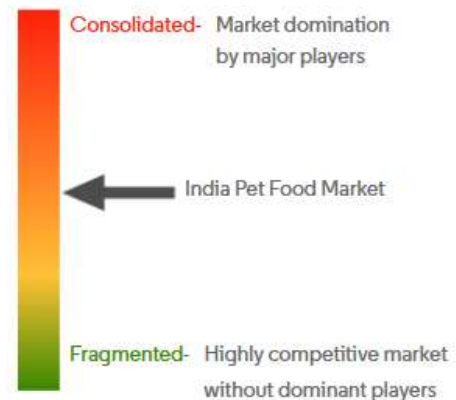 Consolidated- Market domination
by major players
India Pet Food Market
Fragmented- Highly competitive market
without dominant players